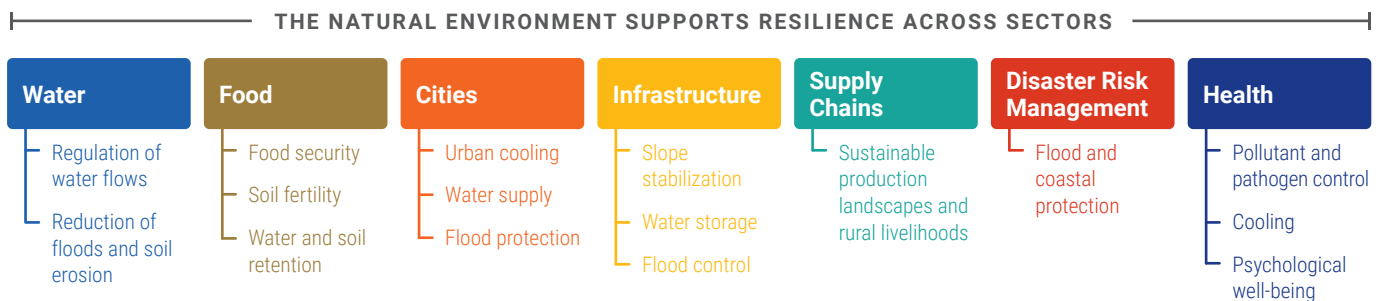 THE NATURAL ENVIRONMENT SUPPORTS RESILIENCE ACROSS SECTORS
Water
Regulation of
water flows
Reduction of
floods and soil
erosion
Food
Food security
Soil fertility
Water and soil
retention
Cities
Urban cooling
Water supply
Flood protection
Infrastructure
Slope
stabilization
Water storage
Flood control
Supply
Chains
Sustainable
production
landscapes and
rural livelihoods
Disaster Risk
Management
Flood and
coastal
protection
Health
Pollutant and
pathogen control
Cooling
Psychological
well-being